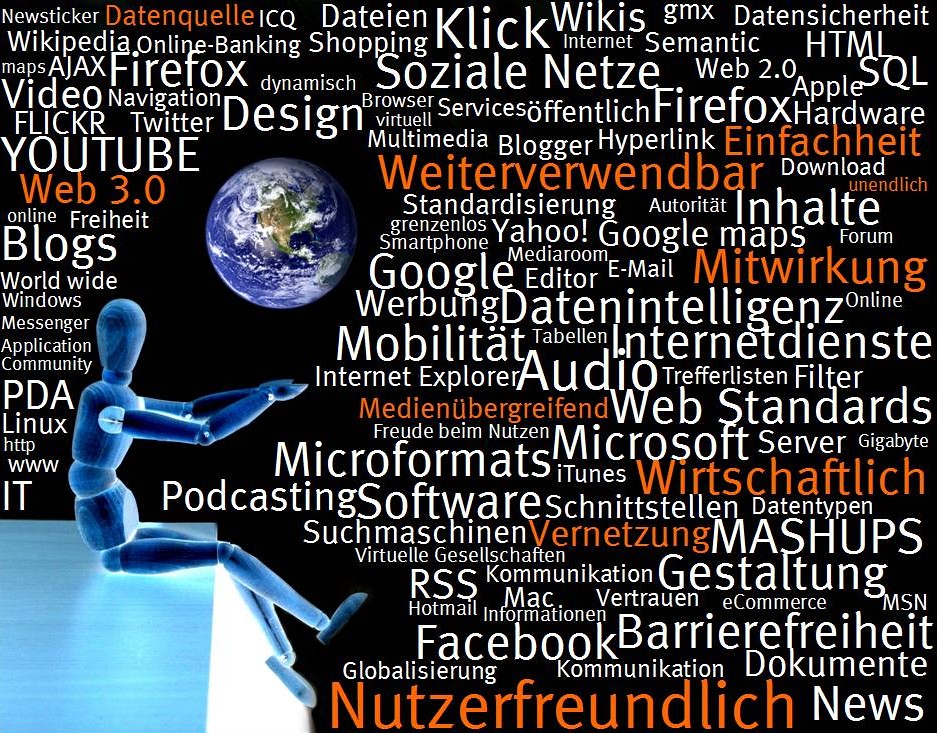 Newsticker Datenquelle ICQ Dateien Klick Wikis gmx Datensicherheit
Wikipedia Online-Banking Shopping Internet Semantic HTML
maps AJAX Firefox dynamisch Soziale Netze Web 2.0 Apple SQL
Video Navigation Design Browser Services öffentlich Firefox Hardware
FLICKR Twitter virtuell
YOUTUBE Multimedia Blogger Hyperlink Einfachheit
Web 3.0 Weiterverwendbar Download unendlich
online Freiheit Standardisierung Autorität Inhalte
Blogs grenzenlos Yahoo! Google maps Forum
Smartphone Mediaroom
World wide Google Editor E-Mail Mitwirkung
Windows Werbung Datenintelligenz Online
Messenger Mobilität Tabellen Internetdienste
Application
Community Internet Explorer Audio Trefferlisten Filter
PDA Medienübergreifend Web Standards
Linux Freude beim Nutzen Microsoft Server Gigabyte
http
www Microformats iTunes Wirtschaftlich
IT Podcasting Software Schnittstellen Datentypen
Suchmaschinen Vernetzung MASHUPS
Virtuelle Gesellschaften
RSS Kommunikation Gestaltung
Hotmail Mac Vertrauen eCommerce MSN
Informationen
Facebook Barrierefreiheit
Globalisierung Kommunikation Dokumente
Nutzerfreundlich News